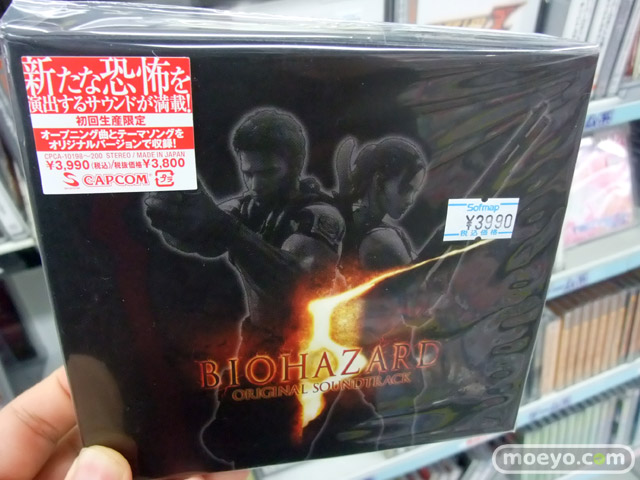 新たな恐怖を
演出するサウンドが満載!
初回生産限定
オープニング曲とテーマソングを
オリジナルバージョンで収録!
CPCA-10198~200 STEREO / MADE IN JAPAN
¥3,990(税込)/税抜価格¥3,800
CAPCOM
Sofmap
¥3990
税込価格
5
BIOHAZARD
ORIGINAL SOUNDTRACK
moeyo.com